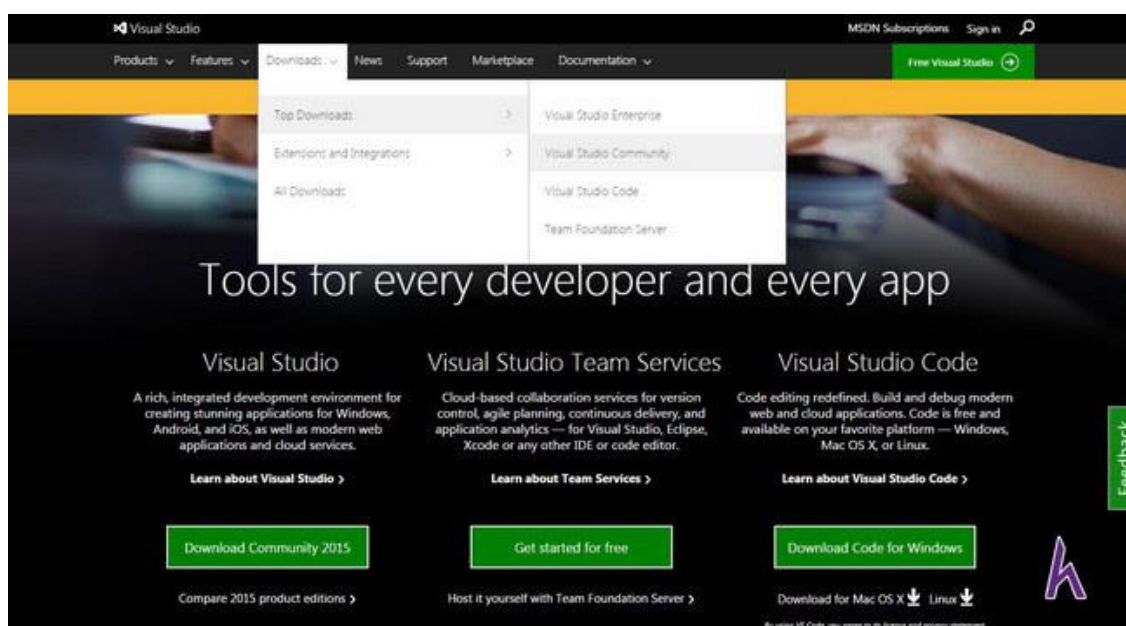 Visual Studio
MSDN Subscriptions Sign in
Products Features Downloads News Support Marketplace Documentation
Free Visual Studio
Top Downloads
Extensions and Integrations
All Downloads
Visual Studio Enterprise
Visual Studio Community
Visual Studio Code
Team Foundation Server
Tools for every developer and every app
Visual Studio
A rich, integrated development environment for
creating stunning applications for Windows,
Android, and iOS, as well as modern web
applications and cloud services.
Learn about Visual Studio >
Download Community 2015
Compare 2015 product editions >
Visual Studio Team Services
Cloud-based collaboration services for version
control, agile planning, continuous delivery, and
application analytics — for Visual Studio, Eclipse,
Xcode or any other IDE or code editor.
Learn about Team Services >
Get started for free
Host it yourself with Team Foundation Server >
Visual Studio Code
Code editing redefined. Build and debug modern
web and cloud applications. Code is free and
available on your favorite platform — Windows,
Mac OS X, or Linux.
Learn about Visual Studio Code >
Download Code for Windows
Download for Mac OS X Linux
Feedback
h